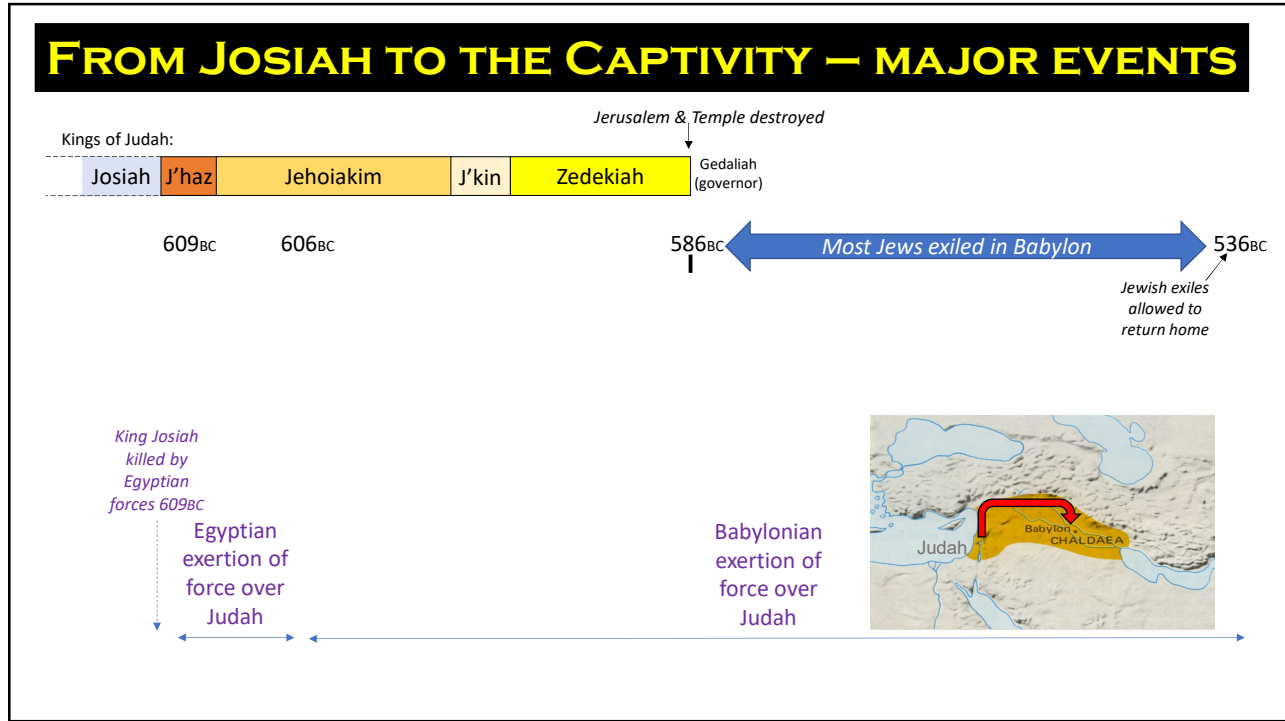 FROM JOSIAH TO THE CAPTIVITY – MAJOR EVENTS
Jerusalem & Temple destroyed
Kings of Judah:
Josiah
J'haz
Jehoiakim
J'kin
Zedekiah
Gedaliah
(governor)
609BC
606BC
586BC
Most Jews exiled in Babylon
536BC
Jewish exiles
allowed to
return home
King Josiah
killed by
Egyptian
forces 609BC
Egyptian
exertion of
force over
Judah
Babylonian
exertion of
force over
Judah
Judah
Babylon
CHALDAEA